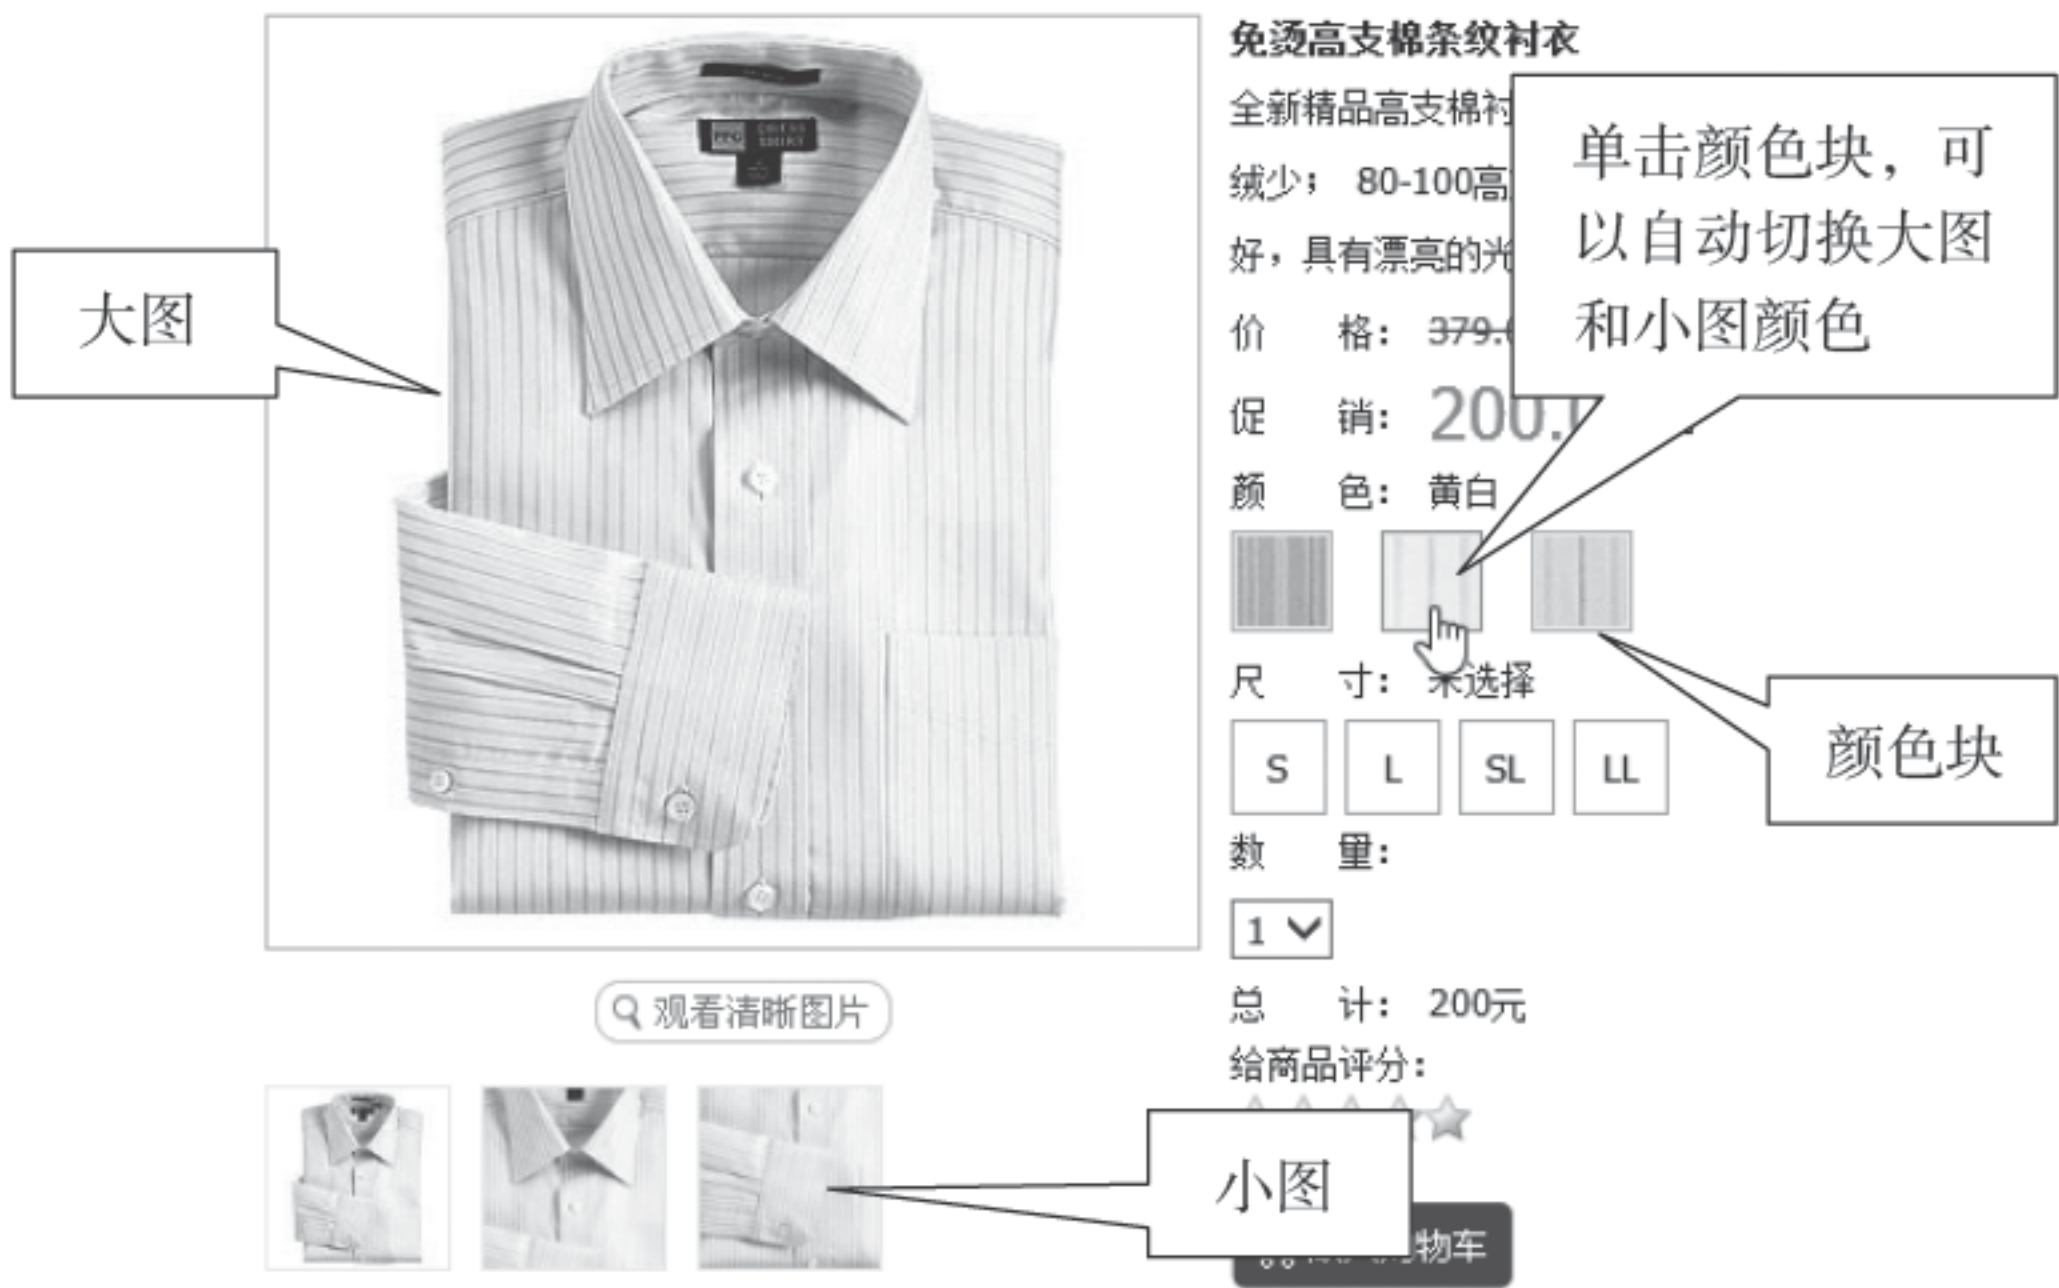 免烫高支棉条纹衬衣
全新精品高支棉衬
绒少； 80-100高
好，具有漂亮的光
单击颜色块，可
以自动切换大图
和小图颜色
大图
价 格： 379.
促 销： 200.
颜 色： 黄白
尺 寸： 未选择
颜色块
S L SL LL
数 量：
1
总 计： 200元
给商品评分：
观看清晰图片
小图
物车